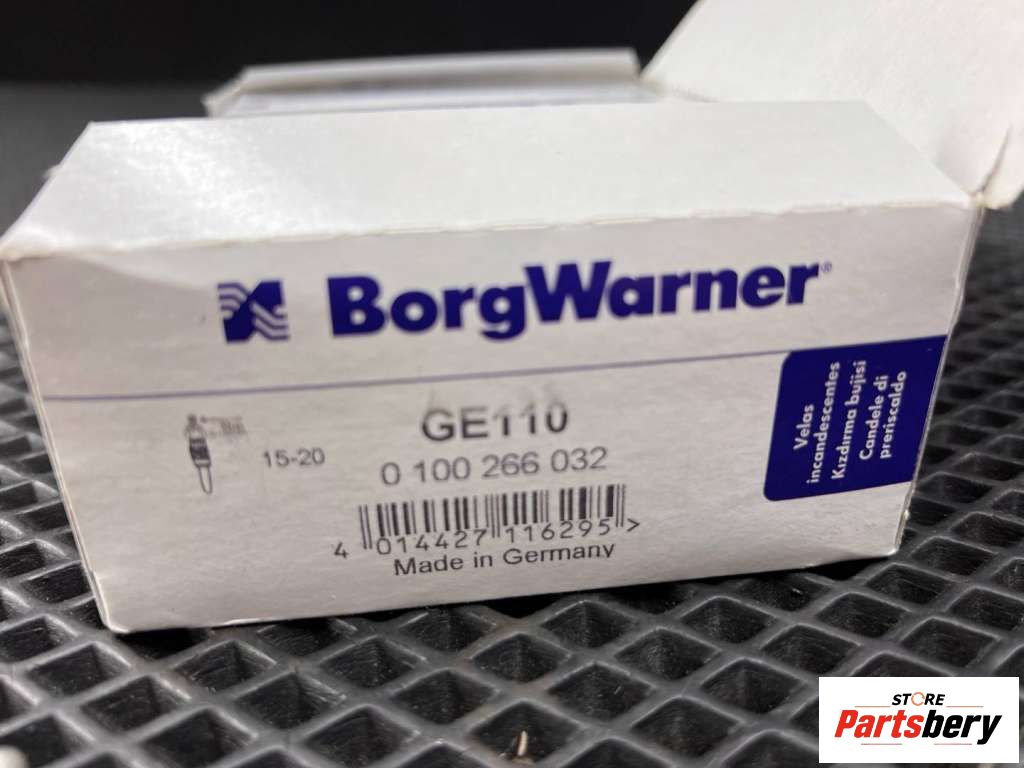 BorgWarner®
GE110
15-20
0 100 266 032
4 014427 116295 >
Made in Germany
Velas
incandescentes
Kızdırma bujisi
Candele di
preriscaldo
STORE
Partsbery